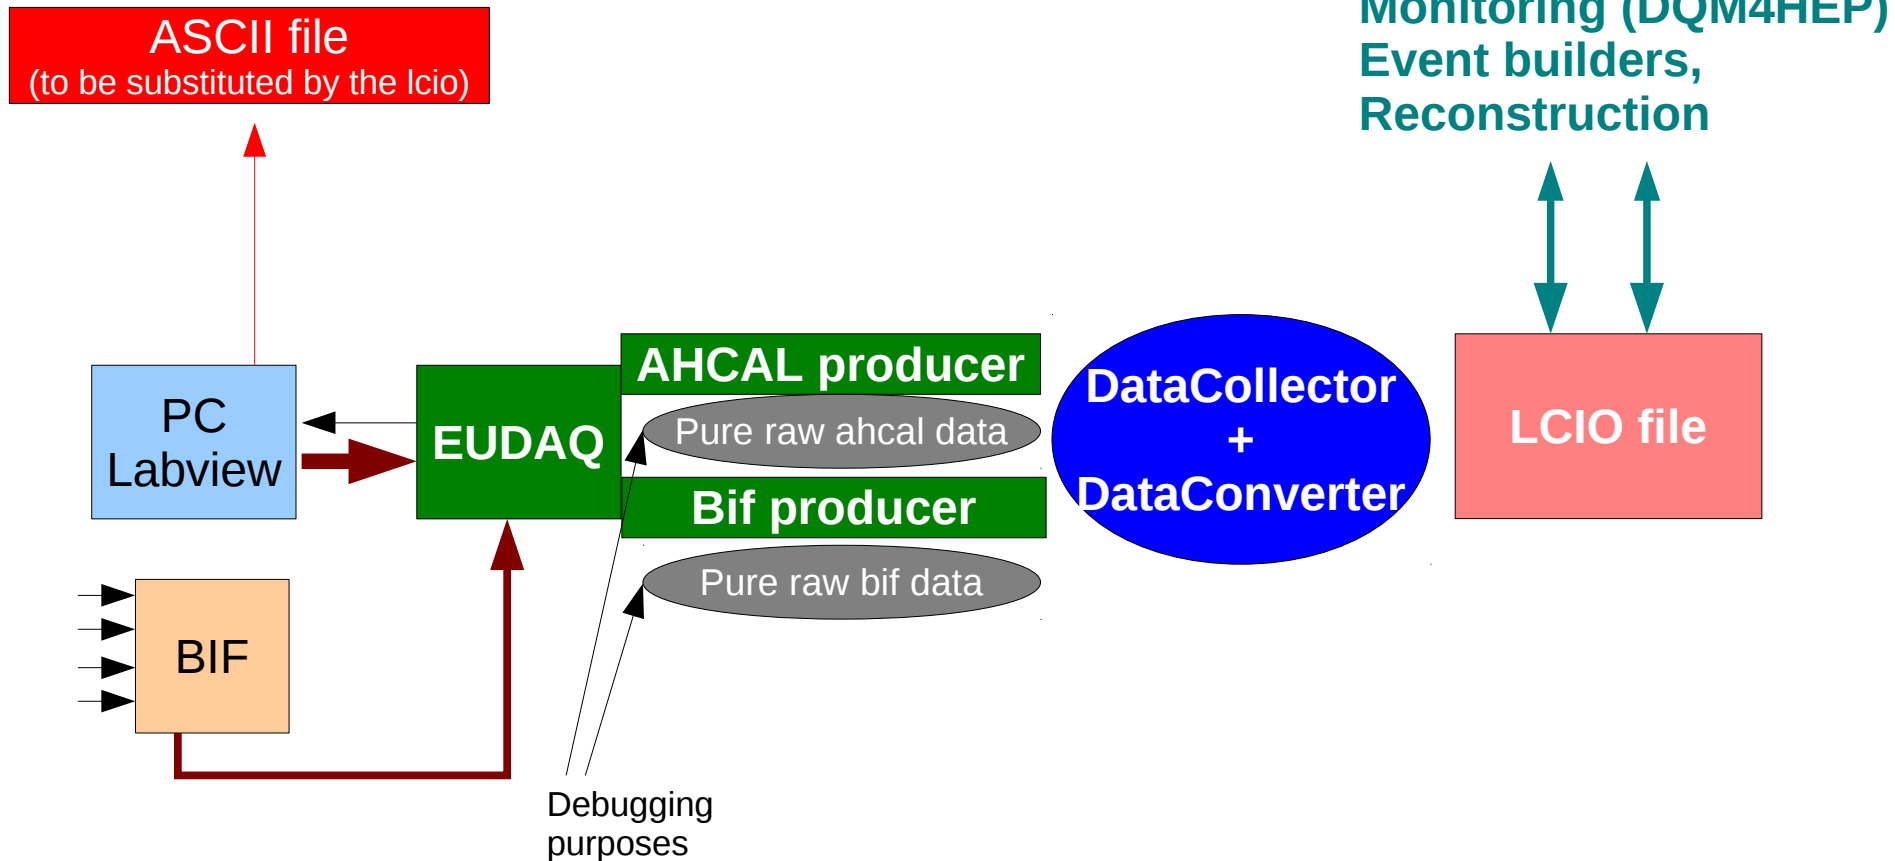 ASCII file
(to be substituted by the lcio)
Monitoring (DQM4HEP)
Event builders,
Reconstruction
PC
Labview
EUDAQ
AHCAL producer
Pure raw ahcal data
Bif producer
Pure raw bif data
DataCollector
+
DataConverter
LCIO file
BIF
Debugging
purposes